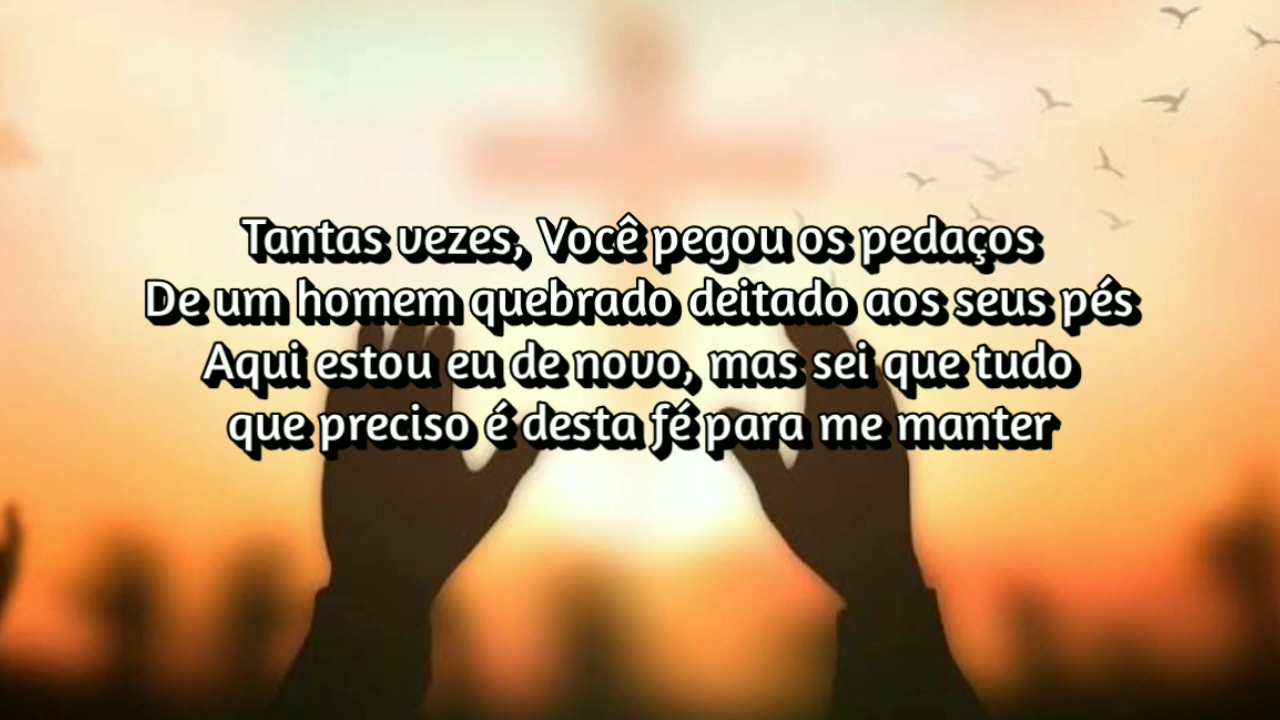 Tantas vezes, Você pegou os pedaços
De um homem quebrado deitado aos seus pés
Aqui estou eu de novo, mas sei que tudo
que preciso é desta fé para me manter